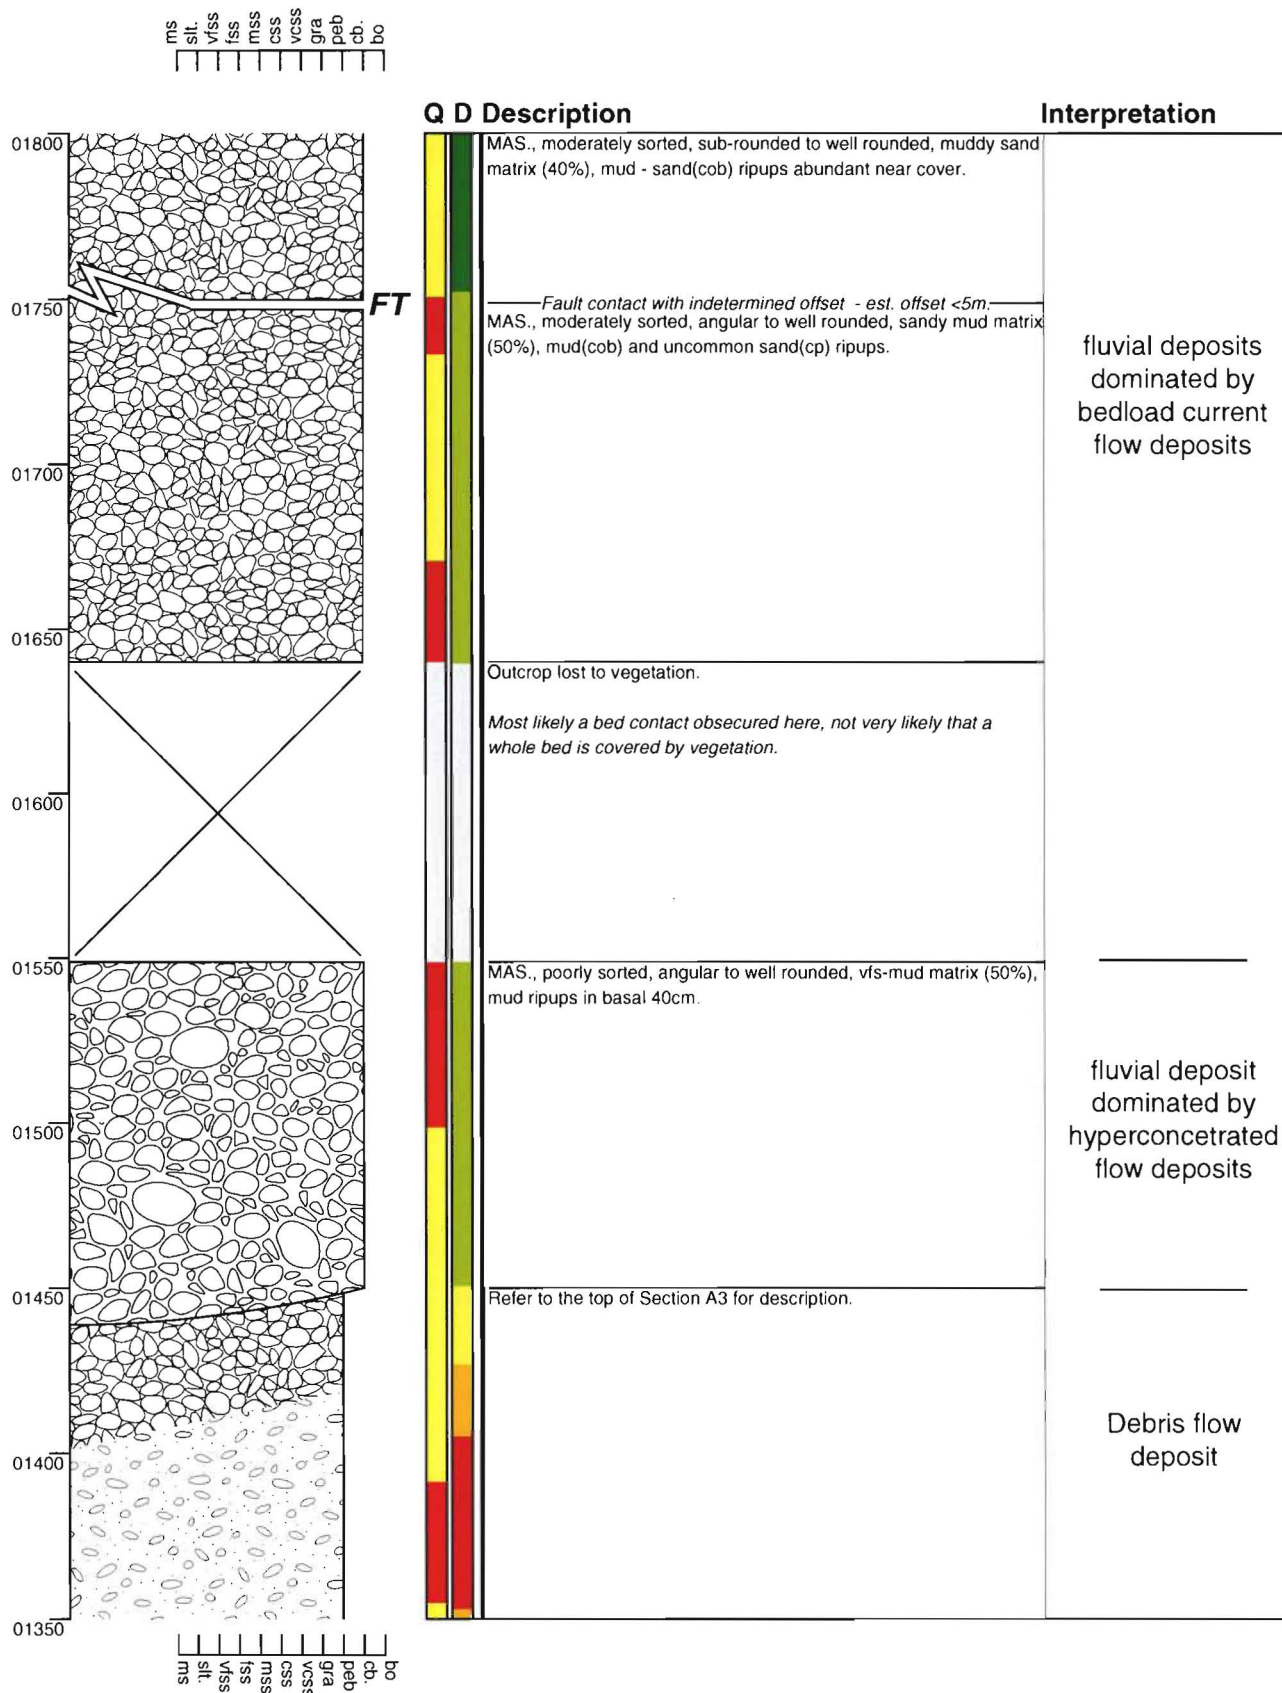 ms slt. vfss fss mss css vcss gra peb cb. bo
Q D Description Interpretation
01800
MAS., moderately sorted, sub-rounded to well rounded, muddy sand
matrix (40%), mud - sand(cob) ripups abundant near cover.
01750
FT
Fault contact with indetermined offset - est. offset <5m.
MAS., moderately sorted, angular to well rounded, sandy mud matrix
(50%), mud(cob) and uncommon sand(cp) ripups.
fluvial deposits
dominated by
bedload current
flow deposits
01700
01650
Outcrop lost to vegetation.
Most likely a bed contact obsecured here, not very likely that a
whole bed is covered by vegetation.
01600
01550
MAS., poorly sorted, angular to well rounded, vfs-mud matrix (50%),
mud ripups in basal 40cm.
fluvial deposit
dominated by
hyperconcetrated
flow deposits
01500
01450
Refer to the top of Section A3 for description.
Debris flow
deposit
01400
01350
ms slt. vfss fss mss css vcss gra peb cb. bo